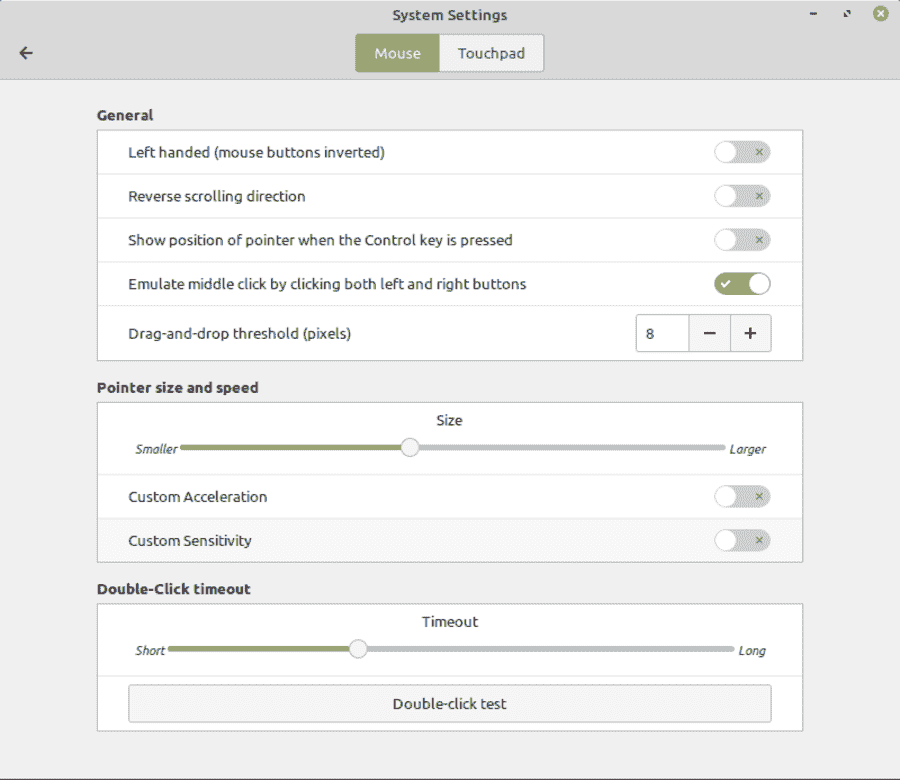 System Settings
Mouse Touchpad
General
Left handed (mouse buttons inverted)
Reverse scrolling direction
Show position of pointer when the Control key is pressed
Emulate middle click by clicking both left and right buttons
Drag-and-drop threshold (pixels) 8 − +
Pointer size and speed
Size
Smaller Larger
Custom Acceleration
Custom Sensitivity
Double-Click timeout
Timeout
Short Long
Double-click test